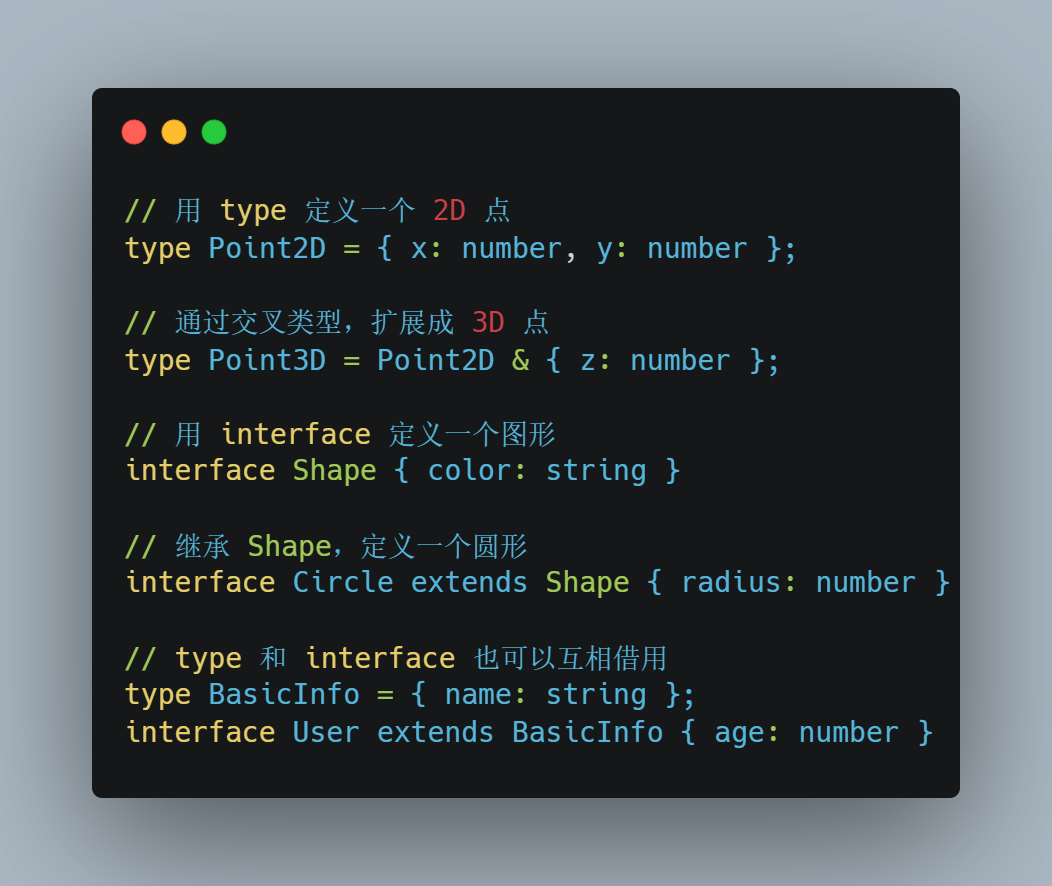 // 用 type 定义一个 2D 点
type Point2D = { x: number, y: number };
// 通过交叉类型，扩展成 3D 点
type Point3D = Point2D & { z: number };
// 用 interface 定义一个图形
interface Shape { color: string }
// 继承 Shape，定义一个圆形
interface Circle extends Shape { radius: number }
// type 和 interface 也可以互相借用
type BasicInfo = { name: string };
interface User extends BasicInfo { age: number }